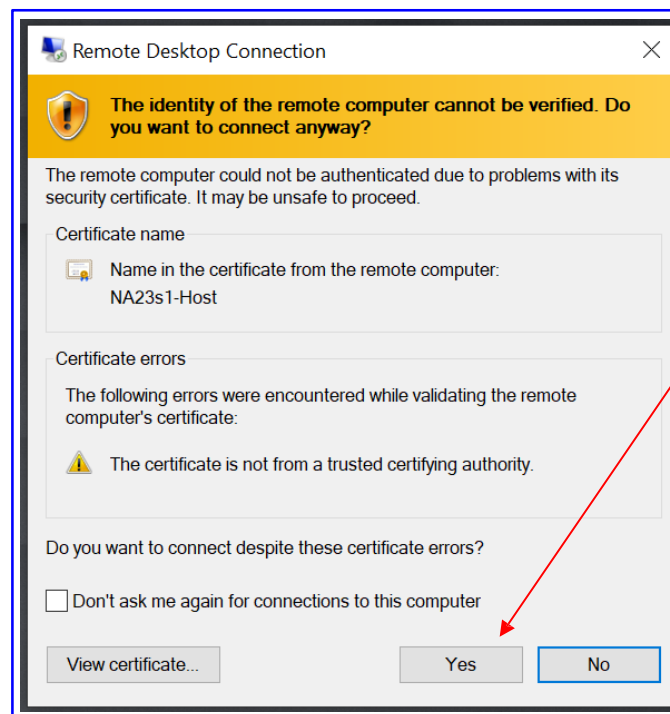 Remote Desktop Connection
The identity of the remote computer cannot be verified. Do
you want to connect anyway?
The remote computer could not be authenticated due to problems with its
security certificate. It may be unsafe to proceed.
Certificate name
Name in the certificate from the remote computer:
NA23s1-Host
Certificate errors
The following errors were encountered while validating the remote
computer's certificate:
The certificate is not from a trusted certifying authority.
Do you want to connect despite these certificate errors?
Don't ask me again for connections to this computer
View certificate...
Yes
No